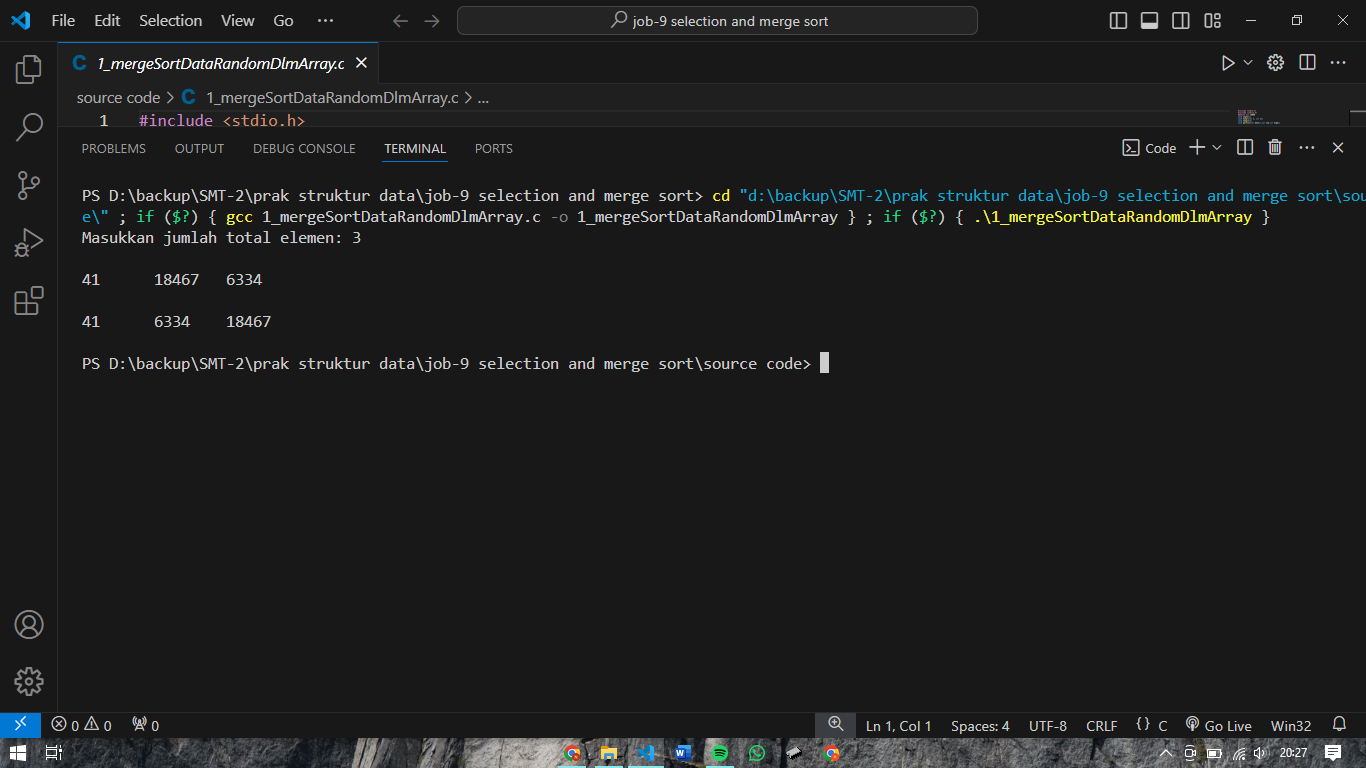 File Edit Selection View Go ··· job-9 selection and merge sort
C 1_mergeSortDataRandomDlmArray.c
source code > C 1_mergeSortDataRandomDlmArray.c > ...
1 #include <stdio.h>
PROBLEMS OUTPUT DEBUG CONSOLE TERMINAL PORTS Code
PS D:\backup\SMT-2\prak struktur data\job-9 selection and merge sort> cd "d:\backup\SMT-2\prak struktur data\job-9 selection and merge sort\sou
e\" ; if ($?) { gcc 1_mergeSortDataRandomDlmArray.c -o 1_mergeSortDataRandomDlmArray } ; if ($?) { .\1_mergeSortDataRandomDlmArray }
Masukkan jumlah total elemen: 3
41 18467 6334
41 6334 18467
PS D:\backup\SMT-2\prak struktur data\job-9 selection and merge sort\source code>
0 0 0 Ln 1, Col 1 Spaces: 4 UTF-8 CRLF {} C Go Live Win32
20:27